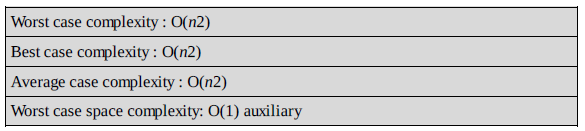 Worst case complexity : O(n2)
Best case complexity : O(n2)
Average case complexity : O(n2)
Worst case space complexity: O(1) auxiliary